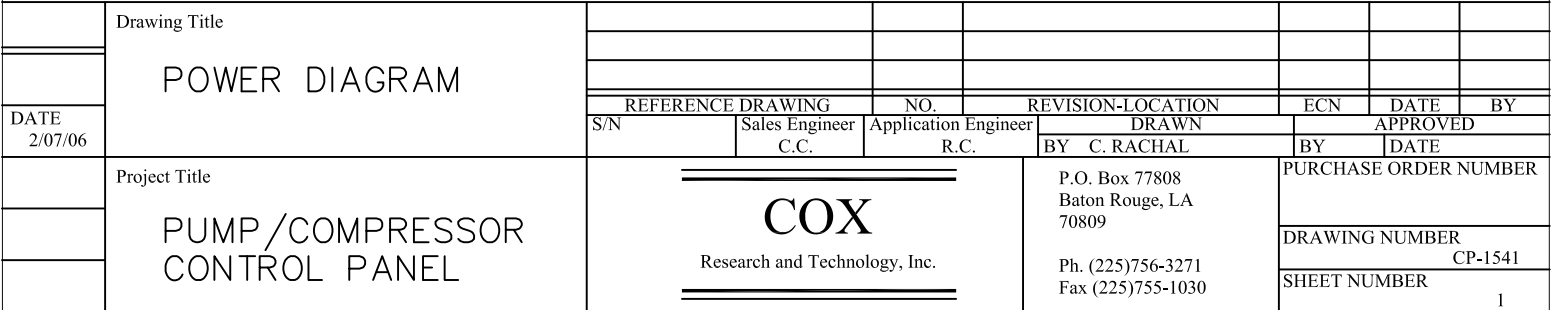 Drawing Title
POWER DIAGRAM
DATE
2/07/06
REFERENCE DRAWING NO. REVISION-LOCATION ECN DATE BY
S/N Sales Engineer Application Engineer DRAWN APPROVED
C.C. R.C. BY C. RACHAL BY DATE
Project Title
PUMP/COMPRESSOR
CONTROL PANEL
COX
Research and Technology, Inc.
P.O. Box 77808
Baton Rouge, LA
70809
Ph. (225)756-3271
Fax (225)755-1030
PURCHASE ORDER NUMBER
DRAWING NUMBER
CP-1541
SHEET NUMBER
1